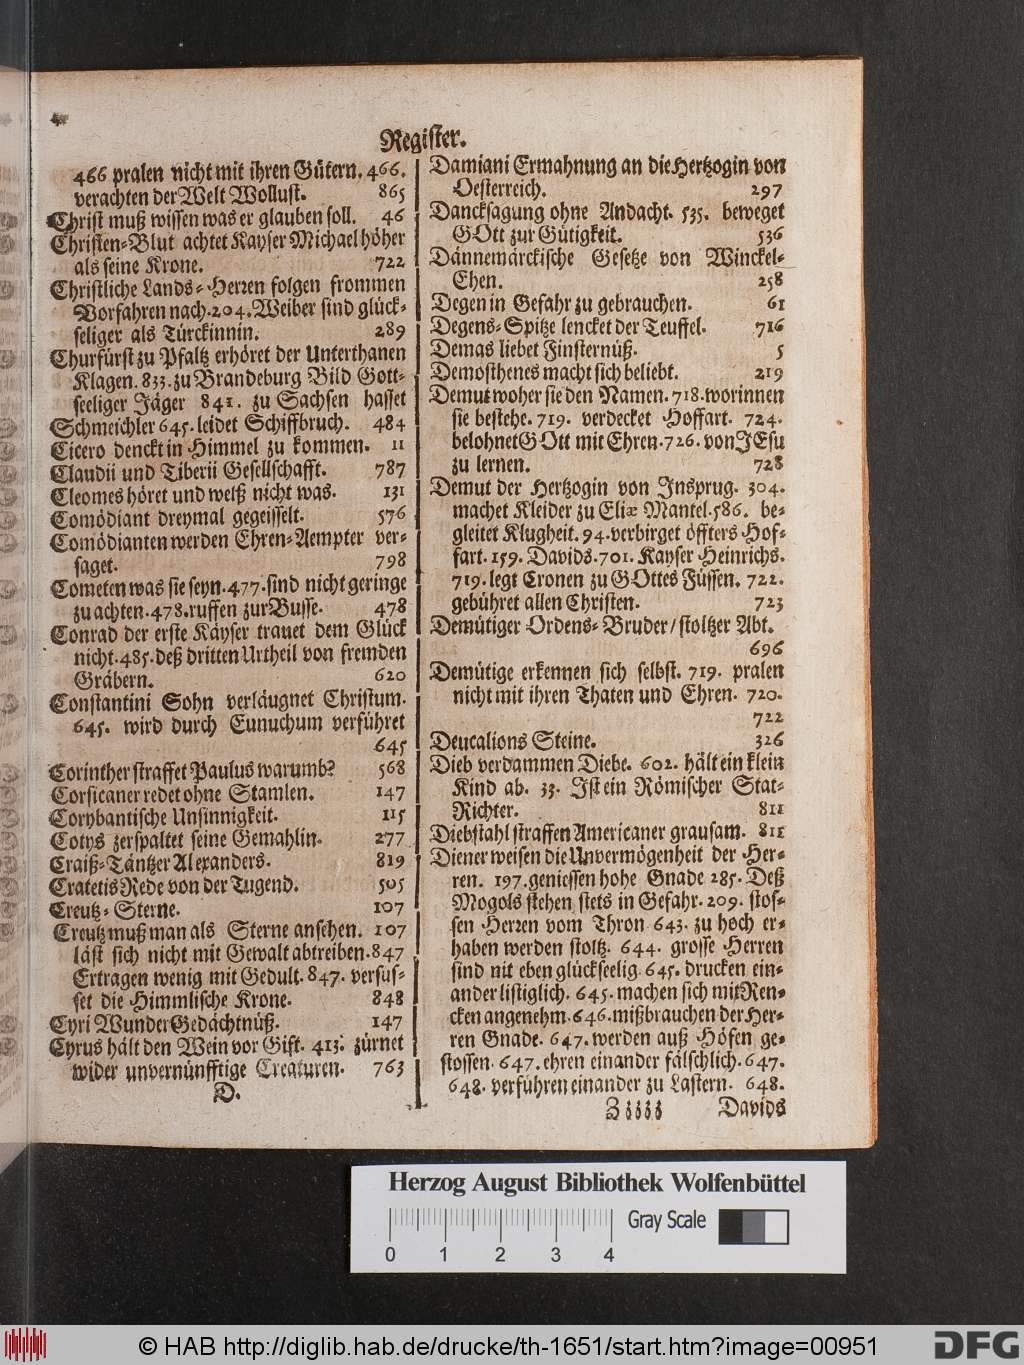 Register.
466 pralen nicht mit ihren Gütern. 466.
verachten der Welt Wollust. 865
Christ muß wissen was er glauben soll. 46
Christen-Blut achtet Kayser Michael höher
als seine Krone. 722
Christliche Lands-Herren folgen frommen
Vorfahren nach. 204. Weiber sind glück-
seliger als Türckinnin. 289
Churfürst zu Pfaltz erhöret der Unterthanen
Klagen. 833. zu Brandeburg Bild Gott-
seeliger Jäger 841. zu Sachsen hasset
Schmeichler 645. leidet Schiffbruch. 484
Cicero denckt in Himmel zu kommen. 11
Claudii und Tiberii Gesellschafft. 787
Cleomes höret und weiß nicht was. 131
Comödiant dreymal gegeisselt. 576
Comödianten werden Ehren-Aempter ver-
saget. 798
Cometen was sie seyn. 477. sind nicht geringe
zu achten. 478. ruffen zur Busse. 478
Conrad der erste Käyser trauet dem Glück
nicht. 485. deß dritten Urtheil von fremden
Gräbern. 620
Constantini Sohn verläugnet Christum.
645. wird durch Eunuchum verführet
645
Corinther straffet Paulus warumb? 568
Corsicaner redet ohne Stamlen. 147
Corybantische Unsinnigkeit. 115
Cotys zerspaltet seine Gemahlin. 277
Craiß-Täntzer Alexanders. 819
Cratetis Rede von der Tugend. 505
Creutz-Sterne. 107
Creutz muß man als Sterne ansehen. 107
läst sich nicht mit Gewalt abtreiben. 847
Ertragen wenig mit Gedult. 847. versüs-
set die Himmlische Krone. 848
Cyri Wunder Gedächtnüß. 147
Cyrus hält den Wein vor Gift. 413. zürnet
wider unvernünfftige Creaturen. 763
D.
Damiani Ermahnung an die Hertzogin von
Oesterreich. 297
Dancksagung ohne Andacht. 535. beweget
GOtt zur Gütigkeit. 536
Dännemärckische Gesetze von Winckel-
Ehen. 258
Degen in Gefahr zu gebrauchen. 61
Degens-Spitze lencket der Teuffel. 716
Demas liebet Finsternüß. 5
Demosthenes macht sich beliebt. 219
Demut woher sie den Namen. 718. worinnen
sie bestehe. 719. verdecket Hoffart. 724.
belohnet GOtt mit Ehren. 726. von JEsu
zu lernen. 728
Demut der Hertzogin von Insprug. 304.
machet Kleider zu Eliæ Mantel. 586. be-
gleitet Klugheit. 94. verbirget öffters Hof-
fart. 159. Davids. 701. Kayser Heinrichs.
719. legt Cronen zu GOttes Füssen. 722.
gebühret allen Christen. 723
Demütiger Ordens-Bruder / stoltzer Abt.
696
Demütige erkennen sich selbst. 719. pralen
nicht mit ihren Thaten und Ehren. 720.
722
Deucalions Steine. 326
Dieb verdammen Diebe. 602. hält ein klein
Kind ab. 33. Ist ein Römischer Stat-
Richter. 811
Diebstahl straffen Americaner grausam. 811
Diener weisen die Unvermögenheit der Her-
ren. 197. geniessen hohe Gnade 285. Deß
Mogols stehen stets in Gefahr. 209. stos-
sen Herren vom Thron 643. zu hoch er-
haben werden stoltz. 644. grosse Herren
sind nit eben glückseelig. 645. drucken ein-
ander listiglich. 645. machen sich mit Ren-
cken angenehm. 646. mißbrauchen der Her-
ren Gnade. 647. werden auß Höfen ge-
stossen. 647. ehren einander fälschlich. 647.
648. verführen einander zu Lastern. 648.
Zzzzz Davids
Herzog August Bibliothek Wolfenbüttel
Gray Scale
0 1 2 3 4
© HAB http://diglib.hab.de/drucke/th-1651/start.htm?image=00951
DFG